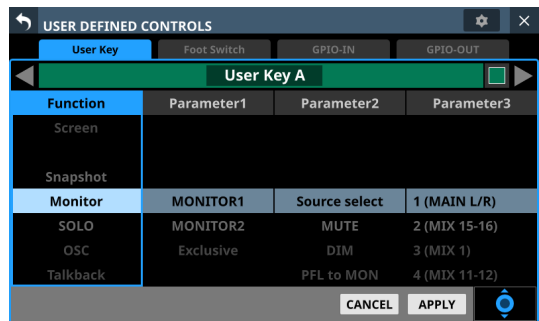 USER DEFINED CONTROLS
User Key Foot Switch GPIO-IN GPIO-OUT
User Key A
Function Parameter1 Parameter2 Parameter3
Screen
Snapshot
Monitor MONITOR1 Source select 1 (MAIN L/R)
SOLO MONITOR2 MUTE 2 (MIX 15-16)
OSC Exclusive DIM 3 (MIX 1)
Talkback PFL to MON 4 (MIX 11-12)
CANCEL APPLY